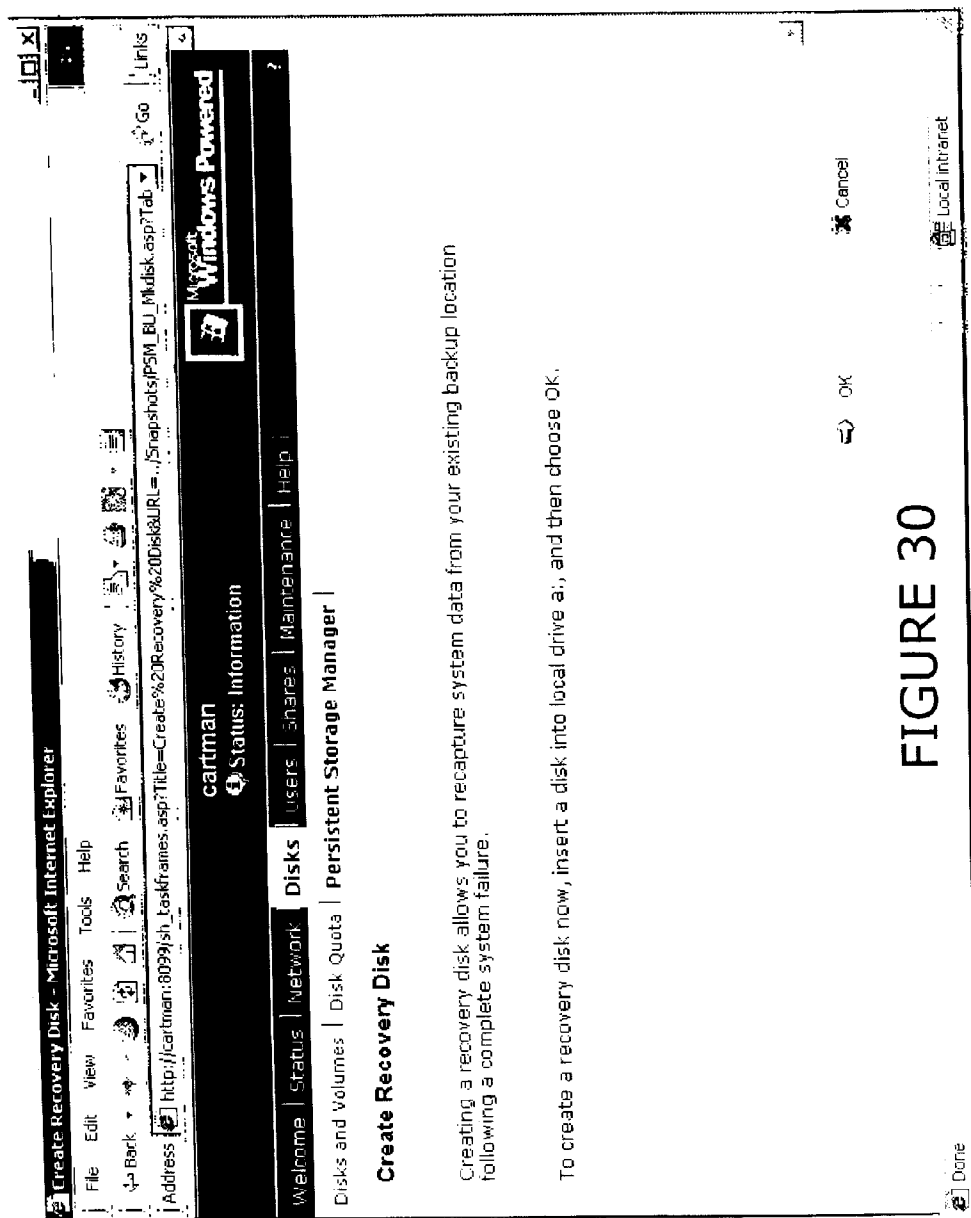 Create Recovery Disk - Microsoft Internet Explorer
File Edit View Favorites Tools Help
Back Search Favorites History
Address http://cartman:8099/sh_taskframes.asp?Title=Create%20Recovery%20Disk&URL=../Snapshots/PSM_BU_Mkdisk.asp?Tab Go Links
cartman
Status: Information
Microsoft
Windows Powered
Welcome | Status | Network | Disks | Users | Shares | Maintenance | Help | ?
Disks and Volumes | Disk Quota | Persistent Storage Manager |
Create Recovery Disk
Creating a recovery disk allows you to recapture system data from your existing backup location
following a complete system failure.
To create a recovery disk now, insert a disk into local drive a:, and then choose OK.
OK Cancel
Done Local intranet
FIGURE 30